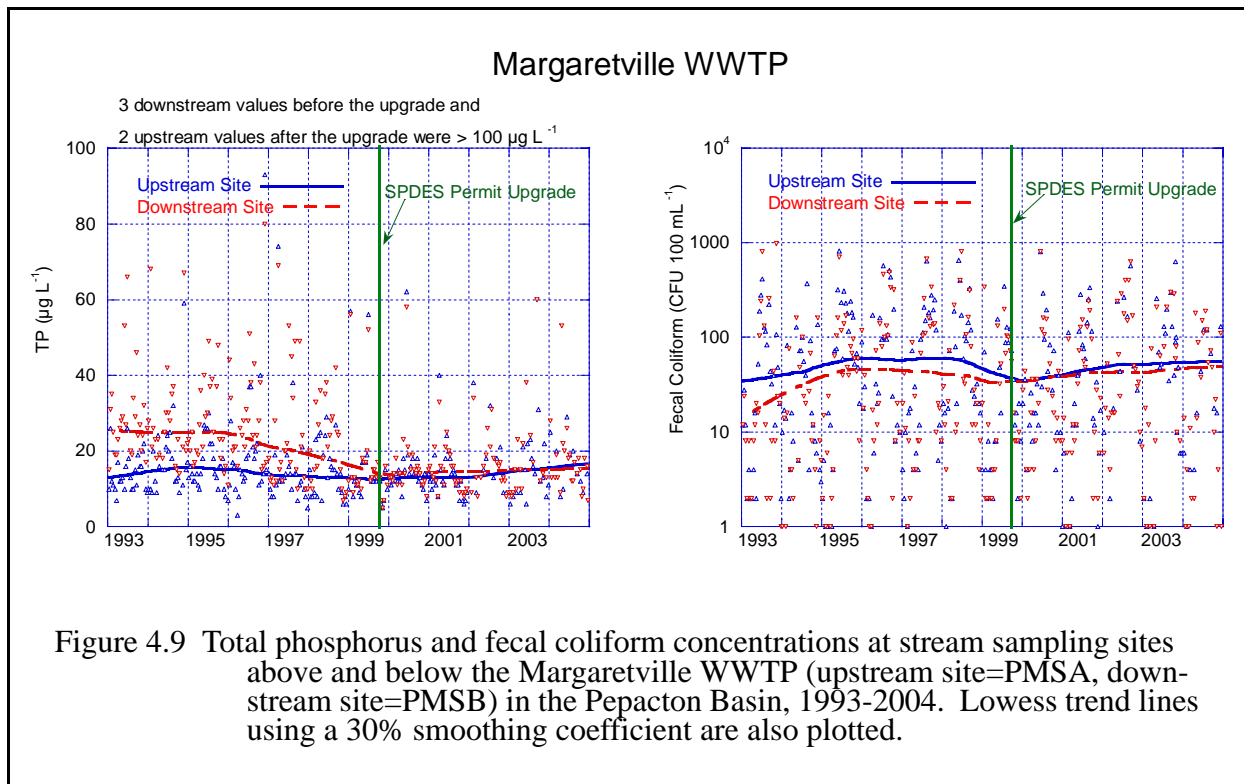 Margaretville WWTP
3 downstream values before the upgrade and
2 upstream values after the upgrade were > 100 µg L⁻¹
100
80
60
40
20
0
TP (µg L⁻¹)
Upstream Site
Downstream Site
SPDES Permit Upgrade
1993 1995 1997 1999 2001 2003
10⁴
1000
100
10
1
Fecal Coliform (CFU 100 mL⁻¹)
Upstream Site
Downstream Site
SPDES Permit Upgrade
1993 1995 1997 1999 2001 2003
Figure 4.9 Total phosphorus and fecal coliform concentrations at stream sampling sites
above and below the Margaretville WWTP (upstream site=PMSA, down-
stream site=PMSB) in the Pepacton Basin, 1993-2004. Lowess trend lines
using a 30% smoothing coefficient are also plotted.